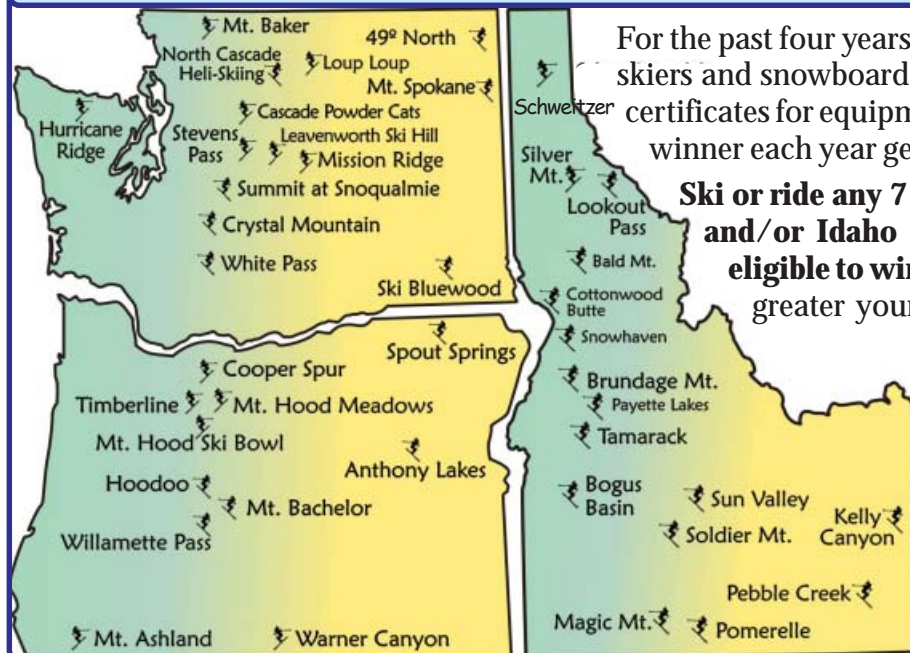 For the past four years
skiers and snowboard
certificates for equipm
winner each year ge
Ski or ride any 7
and/or Idaho
eligible to win
greater your
Mt. Baker
49º North
North Cascade
Heli-Skiing
Loup Loup
Mt. Spokane
Hurricane
Ridge
Cascade Powder Cats
Stevens
Pass
Leavenworth Ski Hill
Mission Ridge
Summit at Snoqualmie
Crystal Mountain
White Pass
Ski Bluewood
Cooper Spur
Spout Springs
Timberline
Mt. Hood Meadows
Mt. Hood Ski Bowl
Anthony Lakes
Hoodoo
Mt. Bachelor
Willamette Pass
Mt. Ashland
Warner Canyon
Schweitzer
Silver
Mt.
Lookout
Pass
Bald Mt.
Cottonwood
Butte
Snowhaven
Brundage Mt.
Payette Lakes
Tamarack
Bogus
Basin
Sun Valley
Soldier Mt.
Kelly
Canyon
Pebble Creek
Magic Mt.
Pomerelle